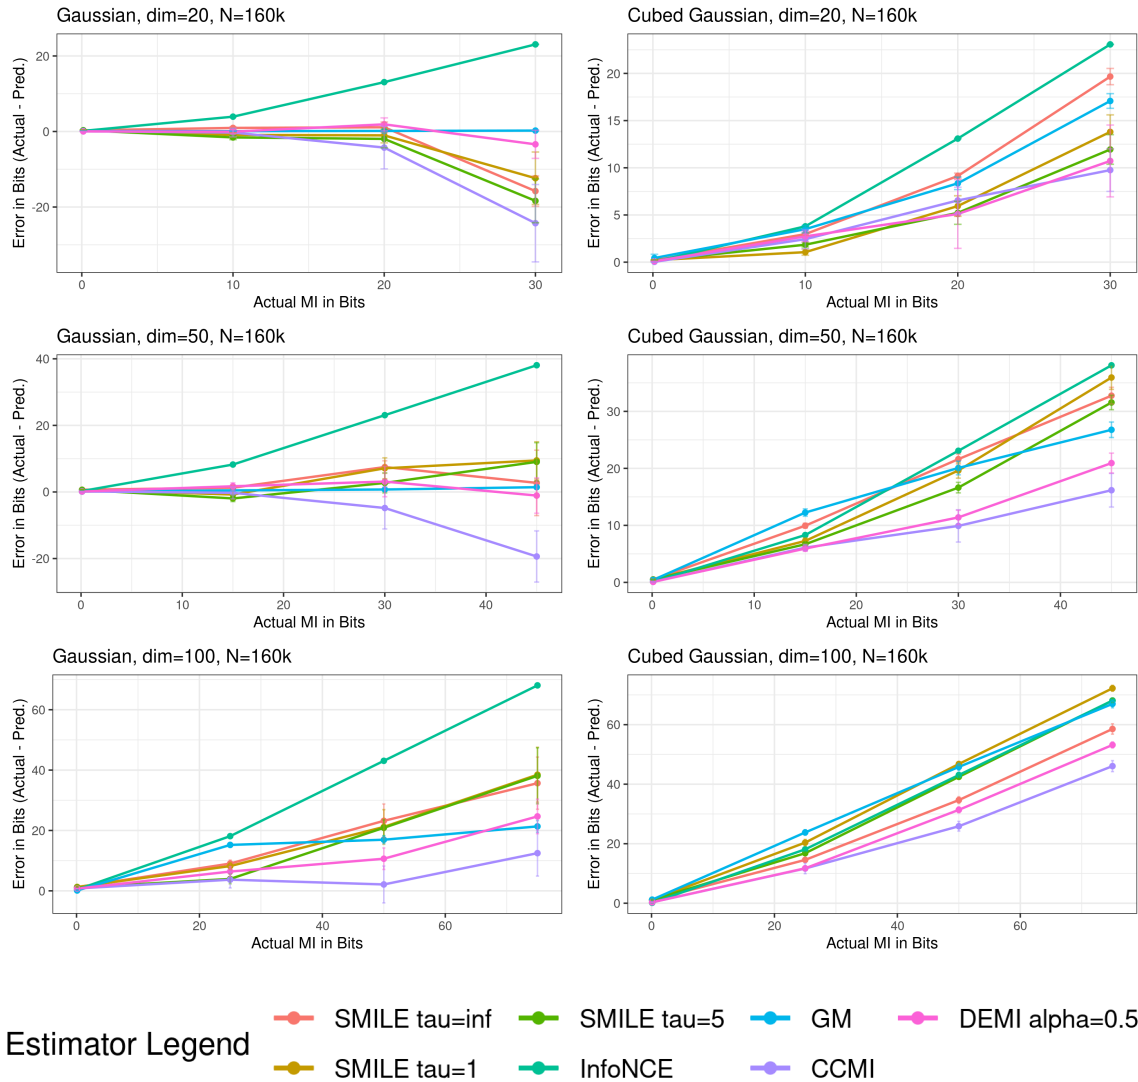 Gaussian, dim=20, N=160k
Error in Bits (Actual - Pred.)
20
0
-20
0
10
20
30
Actual MI in Bits
Cubed Gaussian, dim=20, N=160k
Error in Bits (Actual - Pred.)
20
15
10
5
0
0
10
20
30
Actual MI in Bits
Gaussian, dim=50, N=160k
Error in Bits (Actual - Pred.)
40
20
0
-20
0
10
20
30
40
Actual MI in Bits
Cubed Gaussian, dim=50, N=160k
Error in Bits (Actual - Pred.)
30
20
10
0
0
10
20
30
40
Actual MI in Bits
Gaussian, dim=100, N=160k
Error in Bits (Actual - Pred.)
60
40
20
0
0
20
40
60
Actual MI in Bits
Cubed Gaussian, dim=100, N=160k
Error in Bits (Actual - Pred.)
60
40
20
0
0
20
40
60
Actual MI in Bits
Estimator Legend
SMILE tau=inf
SMILE tau=5
GM
DEMI alpha=0.5
SMILE tau=1
InfoNCE
CCMI